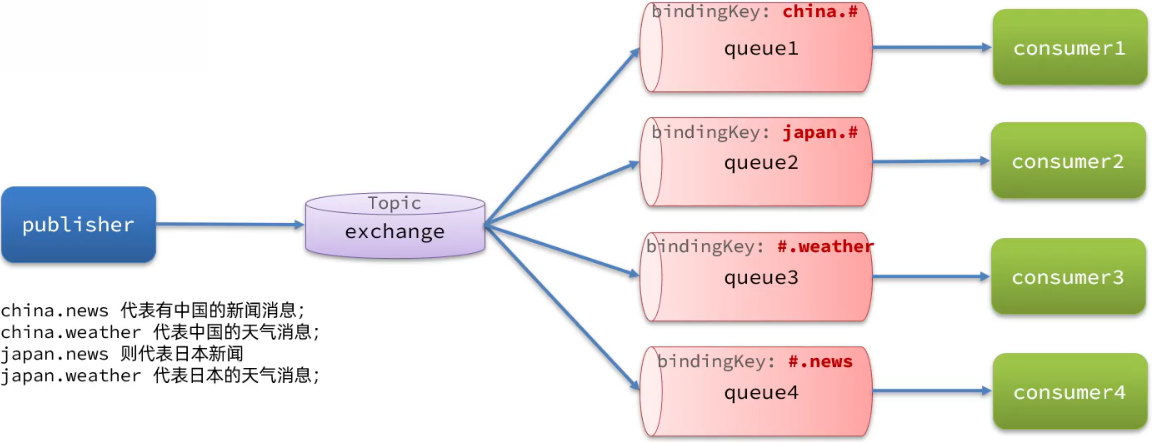 bindingKey: china.#
queue1
consumer1
bindingKey: japan.#
queue2
consumer2
publisher
Topic
exchange
bindingKey: #.weather
queue3
consumer3
china.news 代表有中国的新闻消息;
china.weather 代表中国的天气消息;
japan.news 则代表日本新闻
japan.weather 代表日本的天气消息;
bindingKey: #.news
queue4
consumer4